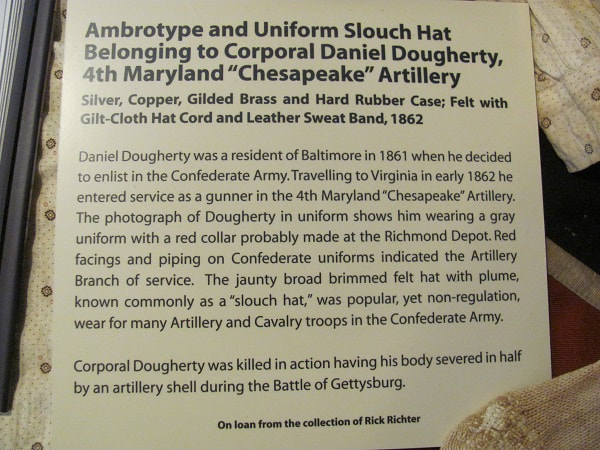 Ambrotype and Uniform Slouch Hat
Belonging to Corporal Daniel Dougherty,
4th Maryland “Chesapeake” Artillery
Silver, Copper, Gilded Brass and Hard Rubber Case; Felt with
Gilt-Cloth Hat Cord and Leather Sweat Band, 1862
Daniel Dougherty was a resident of Baltimore in 1861 when he decided
to enlist in the Confederate Army. Travelling to Virginia in early 1862 he
entered service as a gunner in the 4th Maryland “Chesapeake” Artillery.
The photograph of Dougherty in uniform shows him wearing a gray
uniform with a red collar probably made at the Richmond Depot. Red
facings and piping on Confederate uniforms indicated the Artillery
Branch of service. The jaunty broad brimmed felt hat with plume,
known commonly as a “slouch hat,” was popular, yet non-regulation,
wear for many Artillery and Cavalry troops in the Confederate Army.
Corporal Dougherty was killed in action having his body severed in half
by an artillery shell during the Battle of Gettysburg.
On loan from the collection of Rick Richter